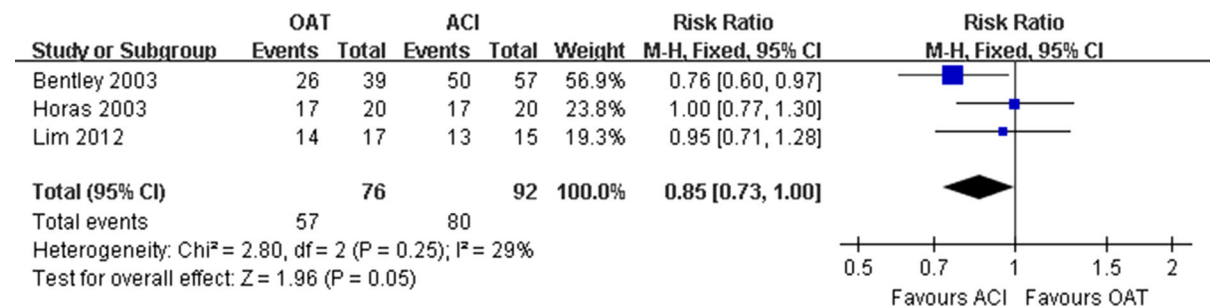 OAT ACI Risk Ratio Risk Ratio
Study or Subgroup Events Total Events Total Weight M-H, Fixed, 95% CI M-H, Fixed, 95% CI
Bentley 2003 26 39 50 57 56.9% 0.76 [0.60, 0.97]
Horas 2003 17 20 17 20 23.8% 1.00 [0.77, 1.30]
Lim 2012 14 17 13 15 19.3% 0.95 [0.71, 1.28]
Total (95% CI) 76 92 100.0% 0.85 [0.73, 1.00]
Total events 57 80
Heterogeneity: Chi² = 2.80, df = 2 (P = 0.25); I² = 29%
Test for overall effect: Z = 1.96 (P = 0.05)
0.5 0.7 1 1.5 2
Favours ACI Favours OAT